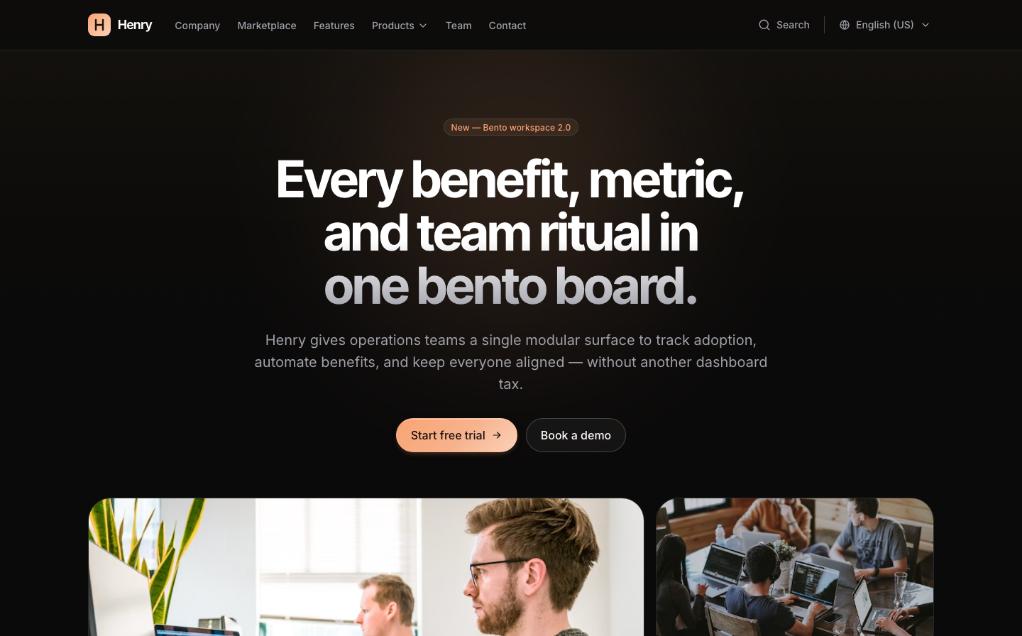 H Henry Company Marketplace Features Products Team Contact Search English (US)
New — Bento workspace 2.0
Every benefit, metric,
and team ritual in
one bento board.
Henry gives operations teams a single modular surface to track adoption,
automate benefits, and keep everyone aligned — without another dashboard
tax.
Start free trial → Book a demo